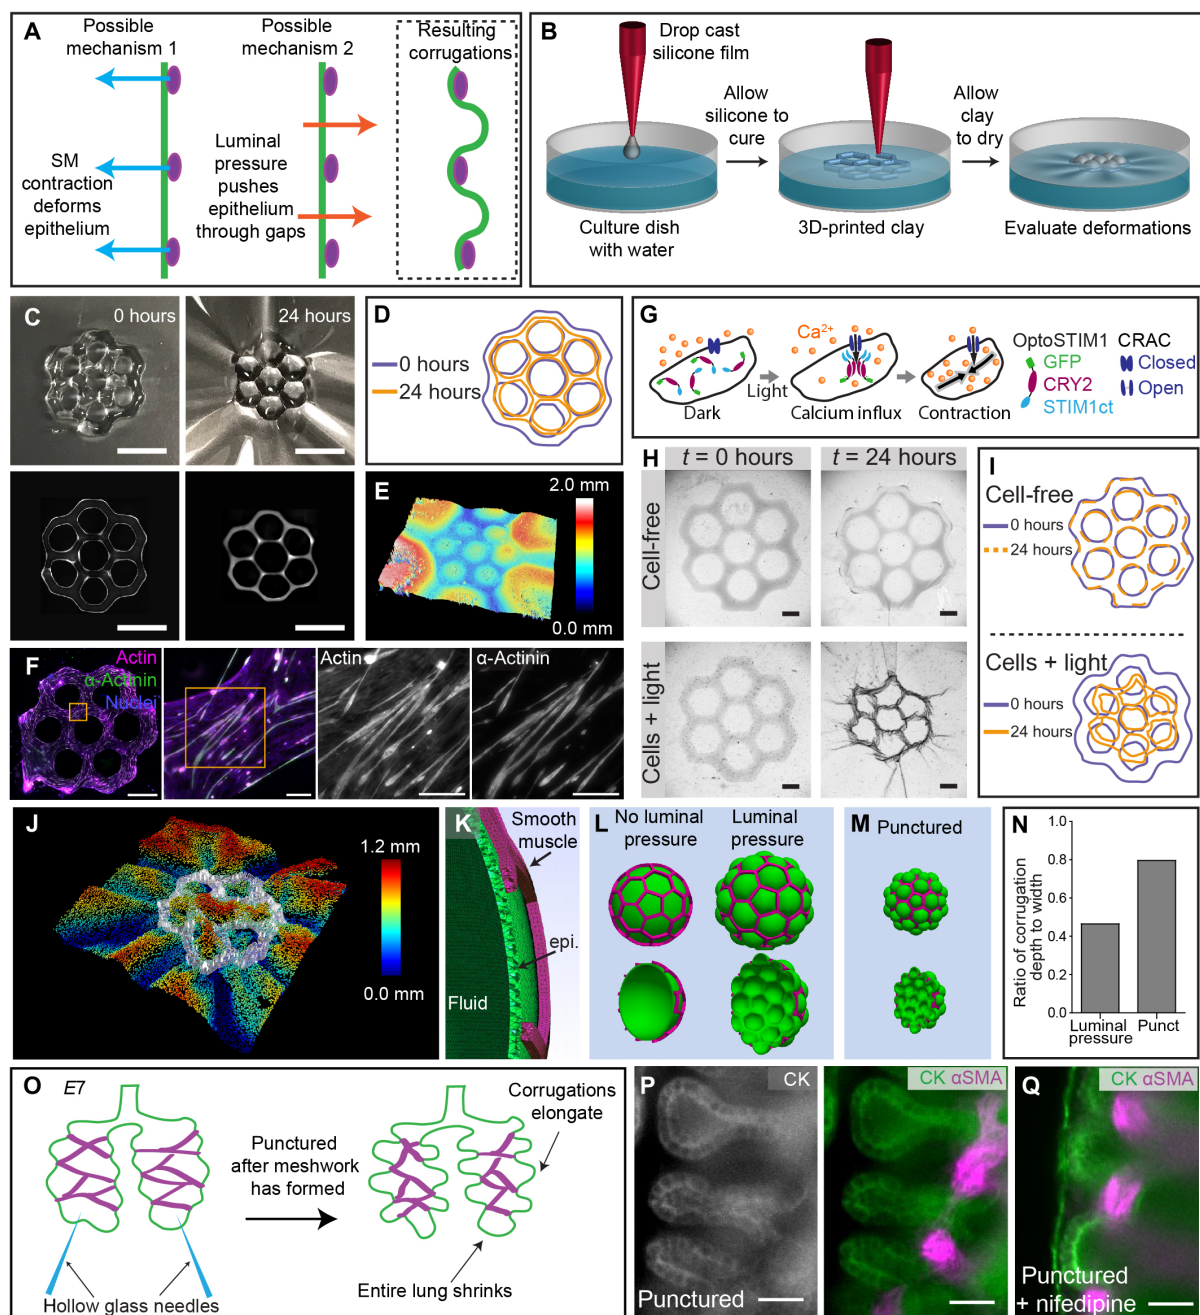 A
Possible
mechanism 1
Possible
mechanism 2
Resulting
corrugations
SM
contraction
deforms
epithelium
Luminal
pressure
pushes
epithelium
through gaps
B
Drop cast
silicone film
Allow
silicone to
cure
Allow
clay
to dry
Culture dish
with water
3D-printed clay
Evaluate deformations
C
0 hours
24 hours
D
0 hours
24 hours
E
2.0 mm
0.0 mm
F
Actin
α-Actinin
Nuclei
Actin
α-Actinin
G
Ca²⁺
Light
Dark
Calcium influx
Contraction
OptoSTIM1
GFP
CRY2
STIM1ct
CRAC
Closed
Open
H
t = 0 hours
t = 24 hours
Cell-free
Cells + light
I
Cell-free
0 hours
24 hours
Cells + light
0 hours
24 hours
J
1.2 mm
0.0 mm
K
Smooth
muscle
epi.
Fluid
L
No luminal
pressure
Luminal
pressure
M
Punctured
N
Ratio of corrugation
depth to width
1.0
0.8
0.6
0.4
0.2
0
Luminal
pressure
Punct
O
E7
Punctured
after meshwork
has formed
Corrugations
elongate
Entire lung shrinks
Hollow glass needles
P
CK
Punctured
CK αSMA
Q
CK αSMA
Punctured
+ nifedipine